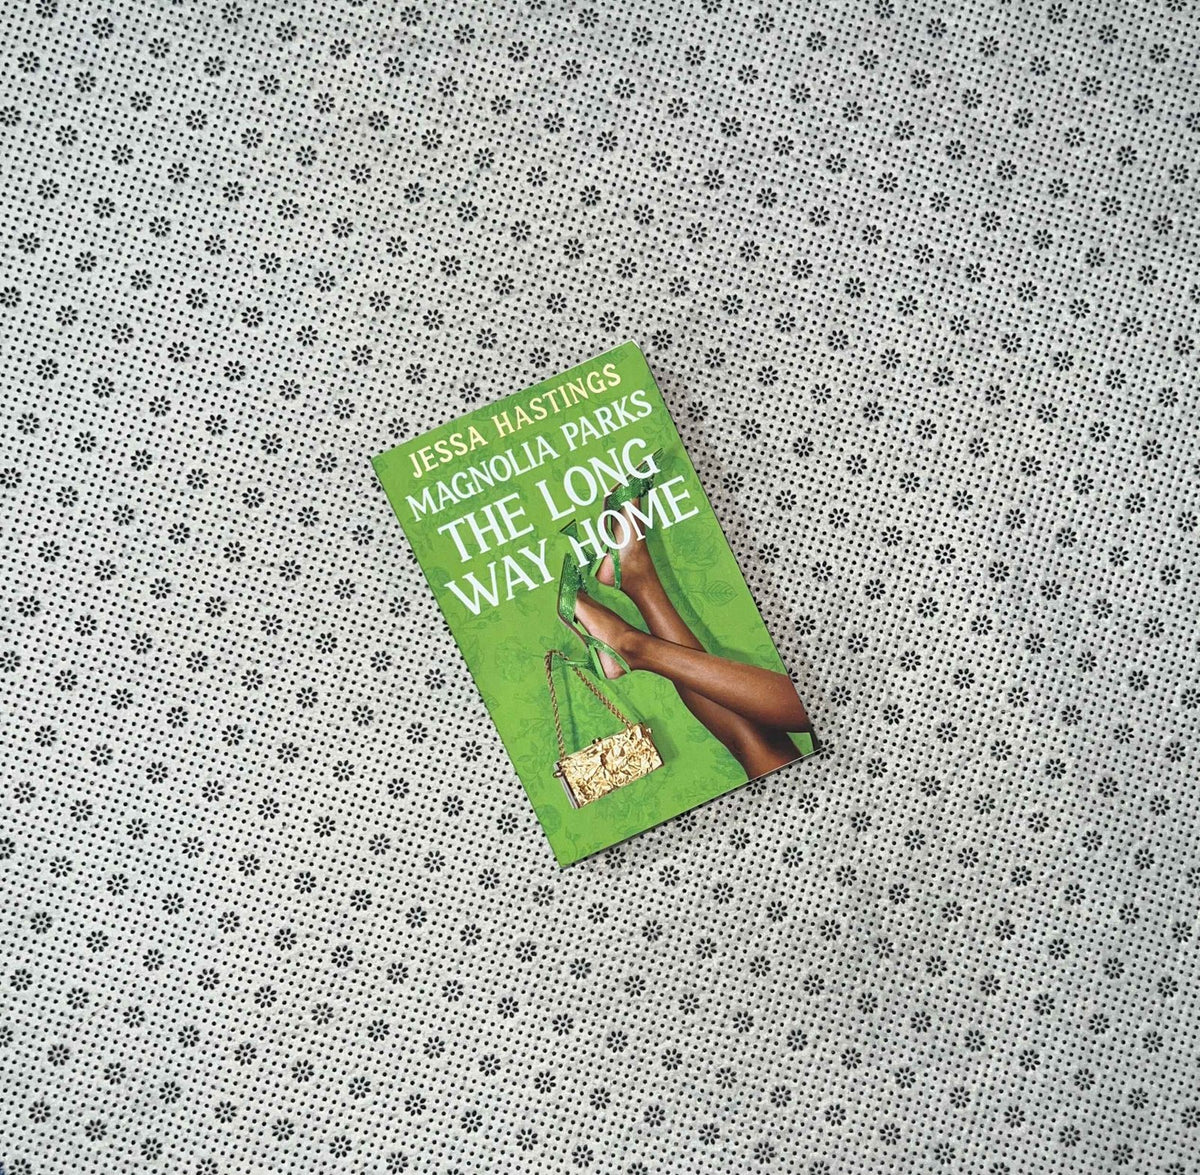 JESSA HASTINGS
MAGNOLIA PARKS
THE LONG
WAY HOME